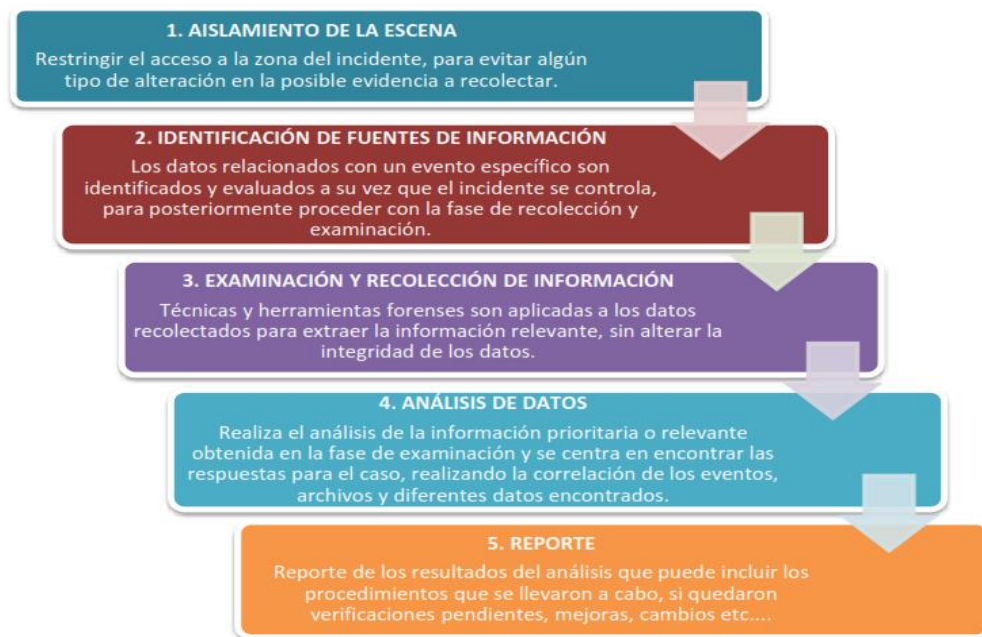 1. AISLAMIENTO DE LA ESCENA
Restringir el acceso a la zona del incidente, para evitar algún
tipo de alteración en la posible evidencia a recolectar.
2. IDENTIFICACIÓN DE FUENTES DE INFORMACIÓN
Los datos relacionados con un evento específico son
identificados y evaluados a su vez que el incidente se controla,
para posteriormente proceder con la fase de recolección y
examinación.
3. EXAMINACIÓN Y RECOLECCIÓN DE INFORMACIÓN
Técnicas y herramientas forenses son aplicadas a los datos
recolectados para extraer la información relevante, sin alterar la
integridad de los datos.
4. ANÁLISIS DE DATOS
Realiza el análisis de la información prioritaria o relevante
obtenida en la fase de examinación y se centra en encontrar las
respuestas para el caso, realizando la correlación de los eventos,
archivos y diferentes datos encontrados.
5. REPORTE
Reporte de los resultados del análisis que puede incluir los
procedimientos que se llevaron a cabo, si quedaron
verificaciones pendientes, mejoras, cambios etc....